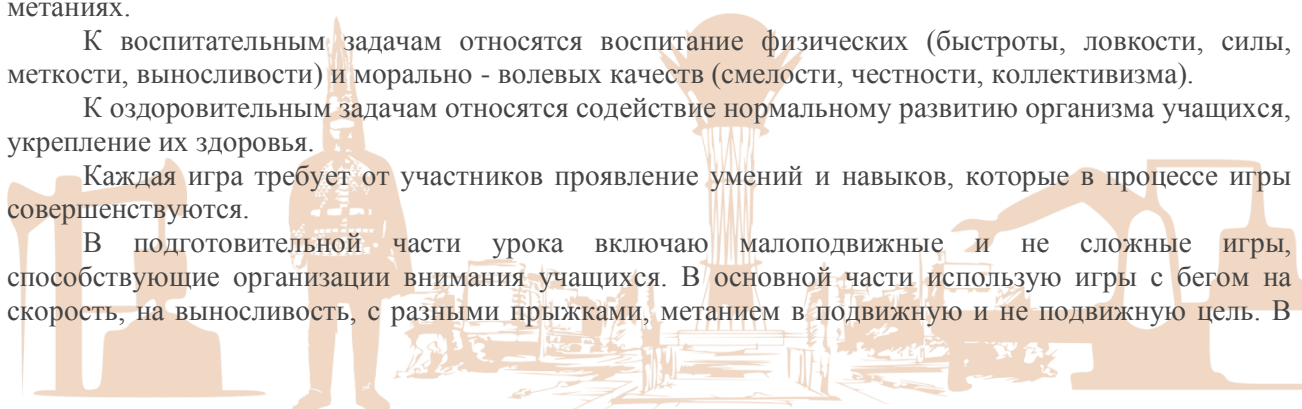 метаниях.
К воспитательным задачам относятся воспитание физических (быстроты, ловкости, силы,
меткости, выносливости) и морально - волевых качеств (смелости, честности, коллективизма).
К оздоровительным задачам относятся содействие нормальному развитию организма учащихся,
укрепление их здоровья.
Каждая игра требует от участников проявление умений и навыков, которые в процессе игры
совершенствуются.
В подготовительной части урока включаю малоподвижные и не сложные игры,
способствующие организации внимания учащихся. В основной части использую игры с бегом на
скорость, на выносливость, с разными прыжками, метанием в подвижную и не подвижную цель. В